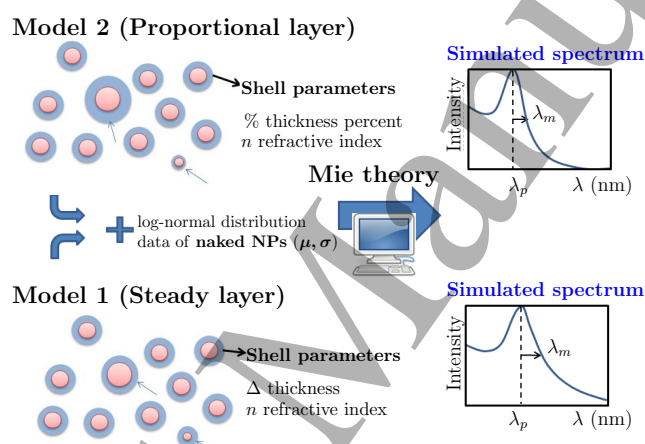 Model 2 (Proportional layer)
Shell parameters
% thickness percent
n refractive index
Simulated spectrum
Intensity
λm
λp
λ (nm)
Mie theory
log-normal distribution
data of naked NPs (μ, σ)
Model 1 (Steady layer)
Shell parameters
Δ thickness
n refractive index
Simulated spectrum
Intensity
λm
λp
λ (nm)
Manu